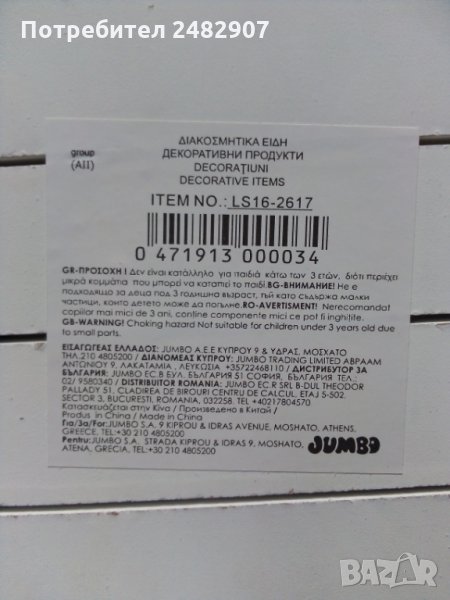 Потребител 2482907
group
(AII)
ΔΙΑΚΟΣΜΗΤΙΚΑ ΕΙΔΗ
ДЕКОРАТИВНИ ПРОДУКТИ
DECORAŢIUNI
DECORATIVE ITEMS
ITEM NO.: LS16-2617
0 471913 000034
GR-ΠΡΟΣΟΧΗ ! Δεν είναι κατάλληλο για παιδιά κάτω των 3 ετών, διότι περιέχει
μικρά κομμάτια που μπορεί να καταπιεί το παιδί.BG-ВНИМАНИЕ! Не е
подходящо за деца под 3 годишна възраст, тъй като съдържа малки
частици, които детето може да погълне.RO-AVERTISMENT! Nerecomandat
copiilor mai mici de 3 ani, contine componente mici ce pot fi inghitite.
GB-WARNING! Choking hazard Not suitable for children under 3 years old due
to small parts.
ΕΙΣΑΓΩΓΕΑΣ ΕΛΛΑΔΟΣ: JUMBO A.E.E ΚΥΠΡΟΥ 9 & ΥΔΡΑΣ, ΜΟΣΧΑΤΟ
ΤΗΛ.210 4805200 / ΔΙΑΝΟΜΕΑΣ ΚΥΠΡΟΥ: JUMBO TRADING LIMITED ΑΒΡΑΑΜ
ΑΝΤΩΝΙΟΥ 9, ΛΑΚΑΤΑΜΙΑ , ΛΕΥΚΩΣΙΑ +35722468110 / ДИСТРИБУТОР ЗА
БЪЛГАРИЯ: JUMBO EC.B БУЛ. БЪЛГАРИЯ 51 СОФИЯ, БЪЛГАРИЯ ТЕЛ.:
02/ 9580340 / DISTRIBUITOR ROMANIA: JUMBO EC.R SRL B-DUL THEODOR
PALLADY 51, CLADIREA DE BIROURI CENTRU DE CALCUL, ETAJ 5-502,
SECTOR 3, BUCURESTI, ROMANIA, 032258. TEL +40217804570
Κατασκευάζεται στην Κίνα / Произведено в Китай /
Produs in China / Made in China
Για/За/For:JUMBO S.A. 9 KIPROU & IDRAS AVENUE, MOSHATO, ATHENS,
GREECE, TEL:+30 210 4805200
Pentru:JUMBO S.A. STRADA KIPROU & IDRAS 9, MOSHATO,
ATENA, GRECIA, TEL:+30 210 4805200
JUMBO
BAZAR